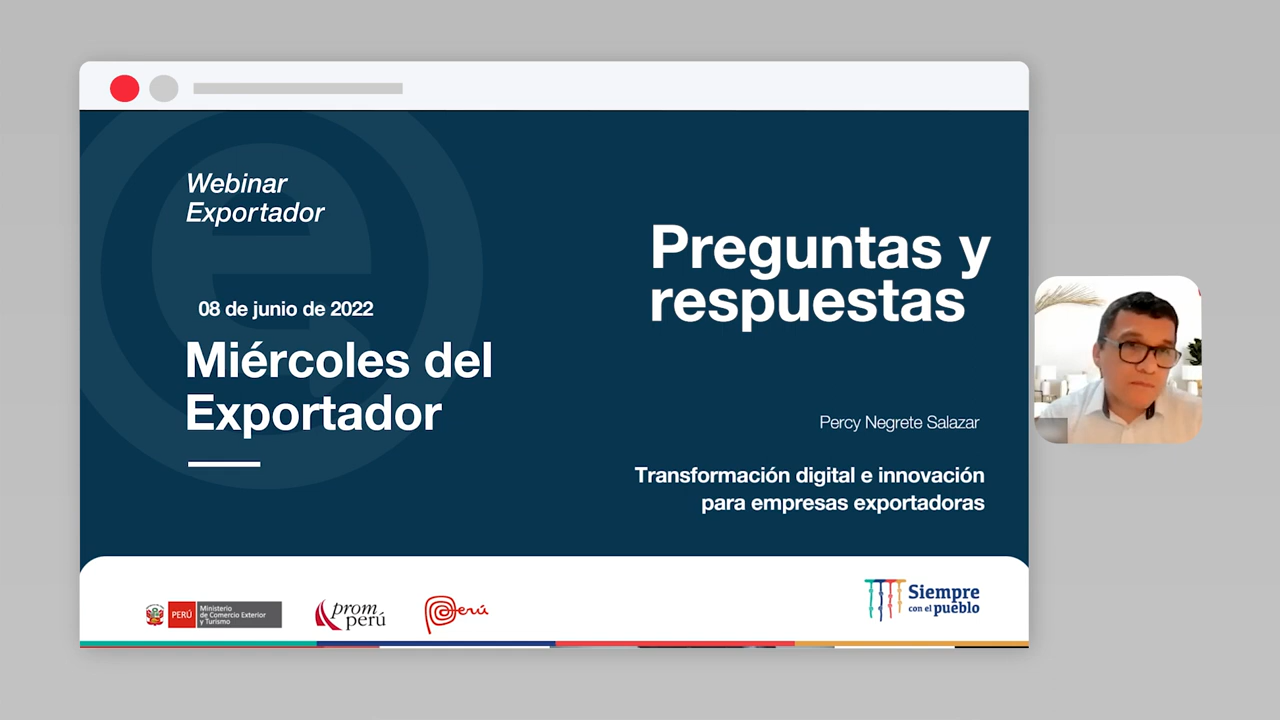 Webinar
Exportador
08 de junio de 2022
Miércoles del
Exportador
Preguntas y
respuestas
Percy Negrete Salazar
Transformación digital e innovación
para empresas exportadoras
PERÚ
Ministerio
de Comercio Exterior
y Turismo
prom
perú
Perú
Siempre
con el pueblo